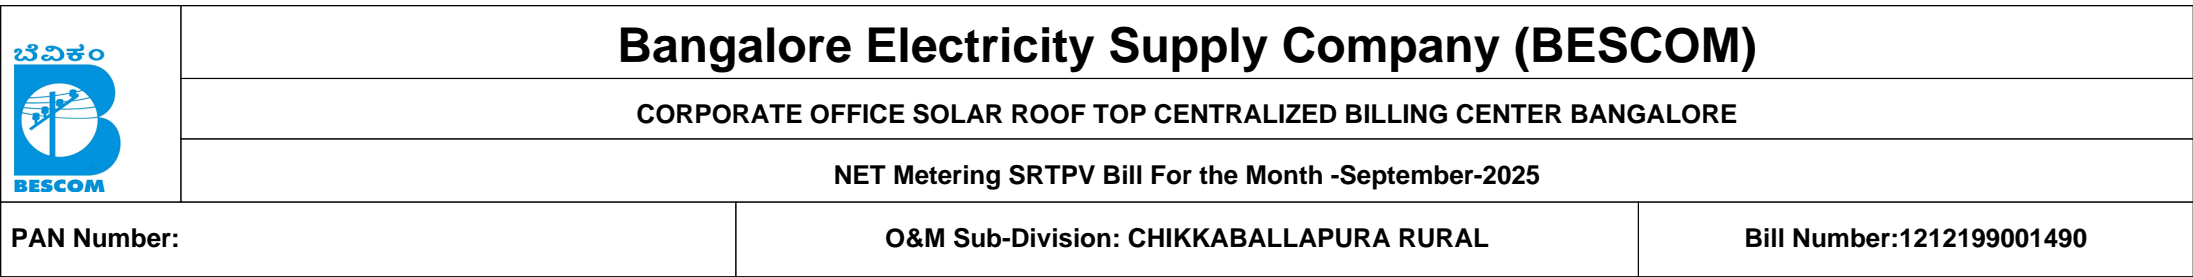 ಬೆವಿಕಂ
BESCOM
Bangalore Electricity Supply Company (BESCOM)
CORPORATE OFFICE SOLAR ROOF TOP CENTRALIZED BILLING CENTER BANGALORE
NET Metering SRTPV Bill For the Month -September-2025
PAN Number:
O&M Sub-Division: CHIKKABALLAPURA RURAL
Bill Number:1212199001490